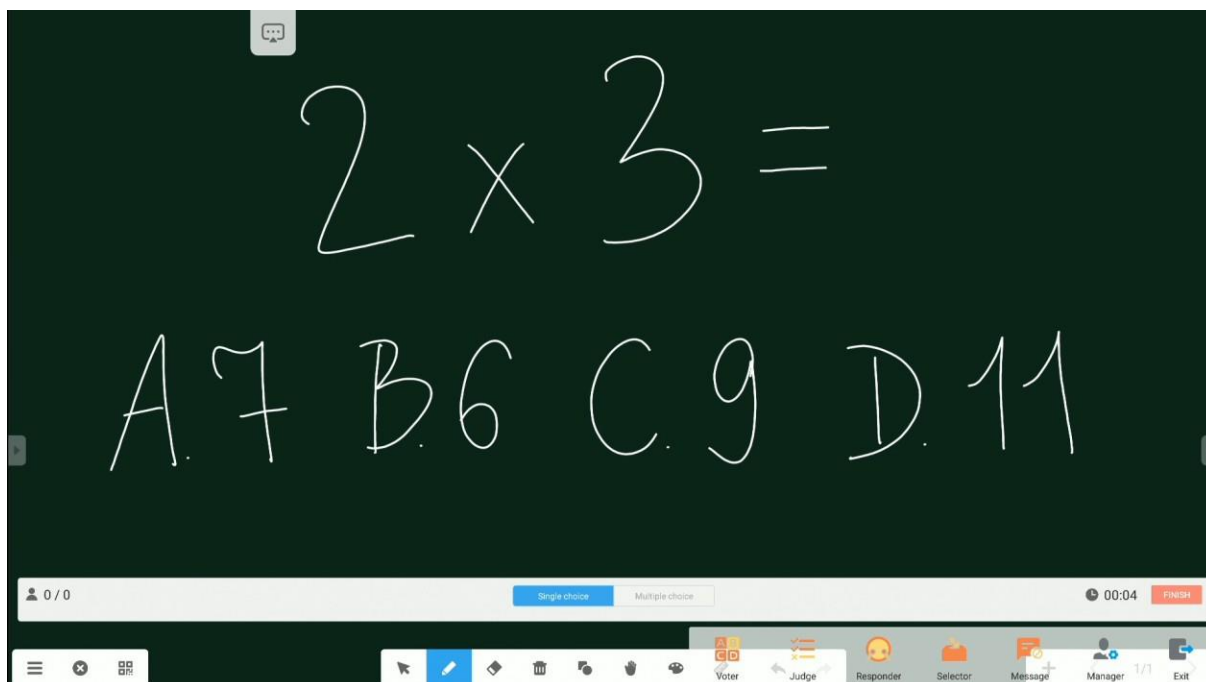 2 x 3 =
A. 7 B. 6 C. 9 D. 11
0 / 0 Single choice Multiple choice 00:04 FINISH
A B C D
Voter Judge Responder Selector Message Manager 1/1 Exit